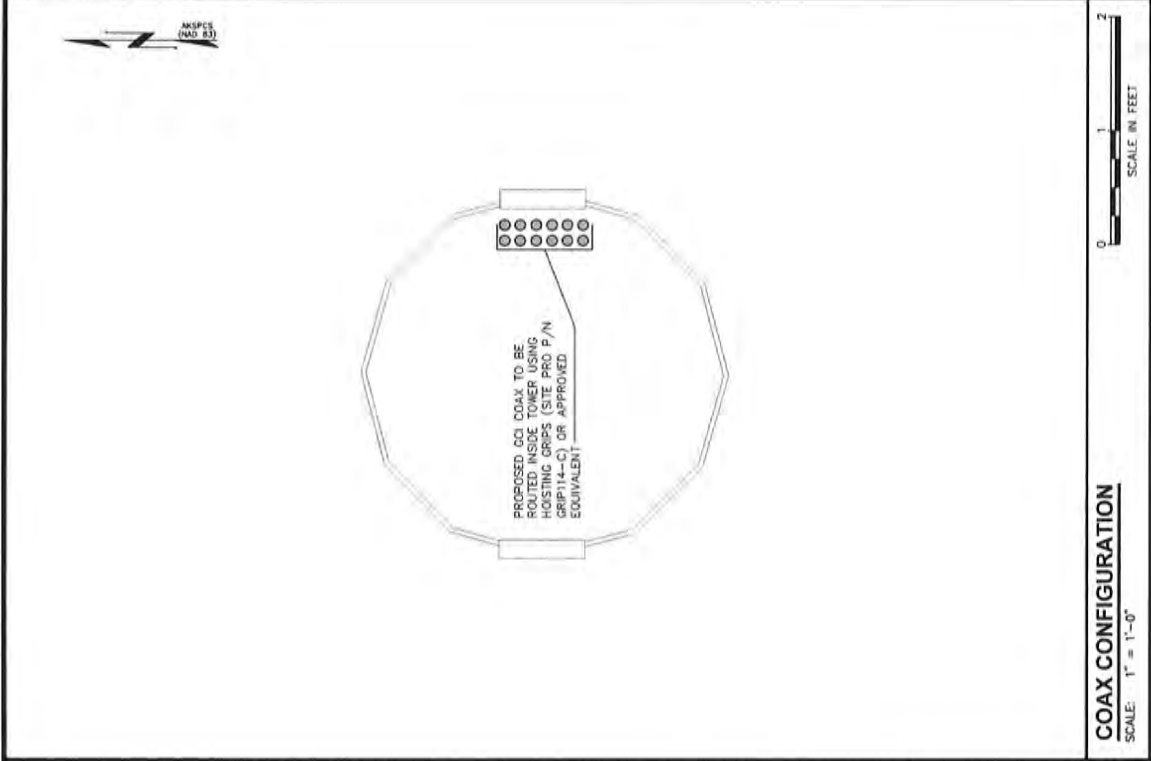 AKSPCS
(NAD 83)
PROPOSED GCI COAX TO BE
ROUTED INSIDE TOWER USING
HOISTING GRIPS (SITE PRO P/N
GRIP114-C) OR APPROVED
EQUIVALENT
COAX CONFIGURATION
SCALE: 1" = 1'-0"
0 1 2
SCALE IN FEET